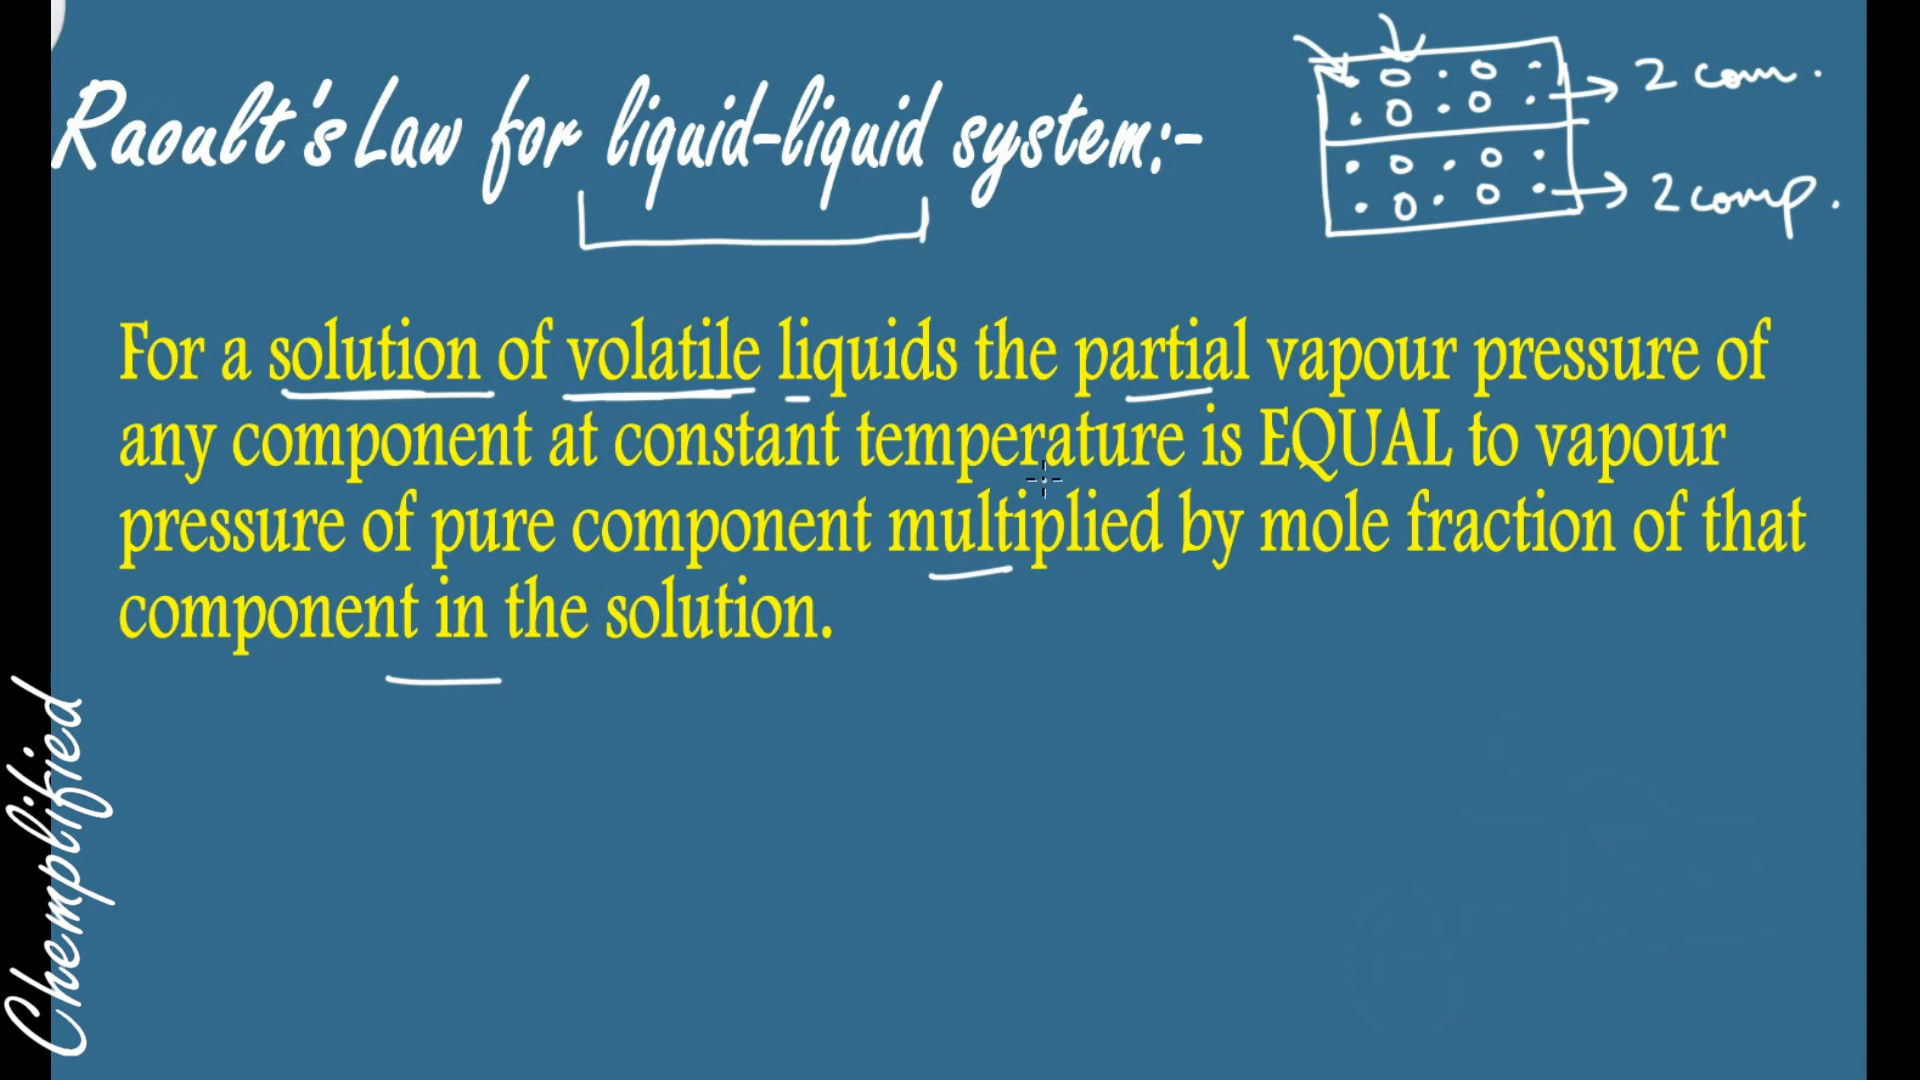 Raoult's Law for liquid-liquid system:-
2 com.
2 comp.
For a solution of volatile liquids the partial vapour pressure of
any component at constant temperature is EQUAL to vapour
pressure of pure component multiplied by mole fraction of that
component in the solution.
Chemplified